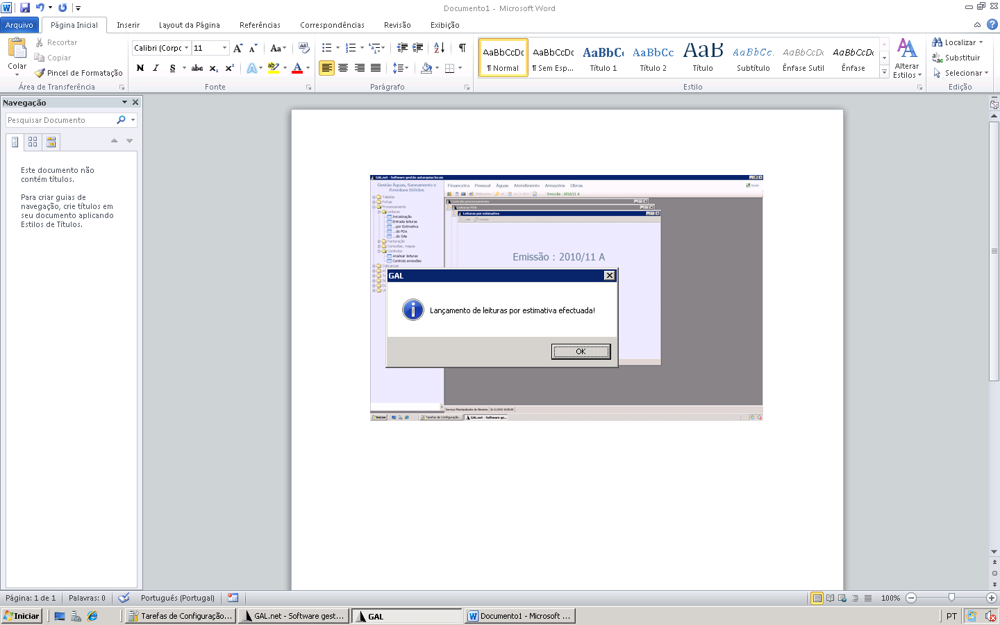 Documento1 - Microsoft Word
Arquivo
Página Inicial
Inserir
Layout da Página
Referências
Correspondências
Revisão
Exibição
Colar
Recortar
Copiar
Pincel de Formatação
Área de Transferência
Calibri (Corpc
11
Aa
N I S abc x₂ x²
Fonte
Parágrafo
AaBbCcDc
¶ Normal
AaBbCcDc
¶ Sem Esp...
AaBbC
Título 1
AaBbCc
Título 2
AaB
Título
AaBbCc.
Subtítulo
AaBbCcDc
Ênfase Sutil
AaBbCcDc
Ênfase
Alterar
Estilos
Estilo
Localizar
Substituir
Selecionar
Edição
Navegação
Pesquisar Documento
Este documento não
contém títulos.
Para criar guias de
navegação, crie títulos em
seu documento aplicando
Estilos de Títulos.
GAL.net - Software gestão autarquias locais
Gestão Águas, Saneamento e
Resíduos Sólidos
Financeira Pessoal Águas Atendimento Armazéns Obras
Ajuda
Emissão : 2010/11 A
Tabelas
Fichas
Processamento
Leituras
Inicialização
Entrada leituras
...por Estimativa
...do PDA
...do Site
Facturação
Consultas, mapas
Controlos
Analisar leituras
Controlo emissões
Cobranças
Controlo processamento
Leituras PDA
Leituras por estimativa
Emissão : 2010/11 A
GAL
Lançamento de leituras por estimativa efectuada!
OK
Serviços Municipalizados de Abrantes
Iniciar
Tarefas de Configuração...
GAL.net - Software ge...
Página: 1 de 1
Palavras: 0
Português (Portugal)
100%
Iniciar
Tarefas de Configuração...
GAL.net - Software gest...
GAL
Documento1 - Microsoft ...
PT